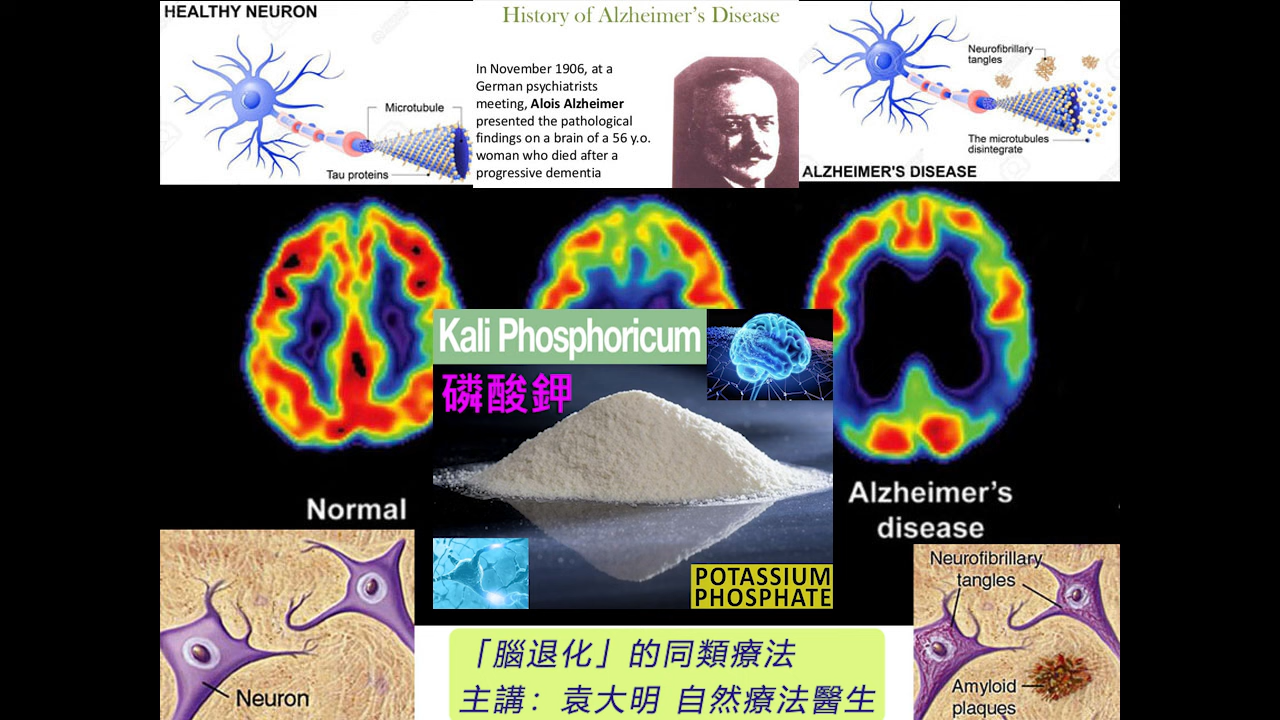 HEALTHY NEURON
Microtubule
Tau proteins
History of Alzheimer's Disease
In November 1906, at a
German psychiatrists
meeting, Alois Alzheimer
presented the pathological
findings on a brain of a 56 y.o.
woman who died after a
progressive dementia
Neurofibrillary
tangles
The microtubules
disintegrate
ALZHEIMER'S DISEASE
Kali Phosphoricum
磷酸鉀
POTASSIUM
PHOSPHATE
Normal
Alzheimer's
disease
Neuron
Neurofibrillary
tangles
Amyloid
plaques
「腦退化」的同類療法
主講：袁大明 自然療法醫生